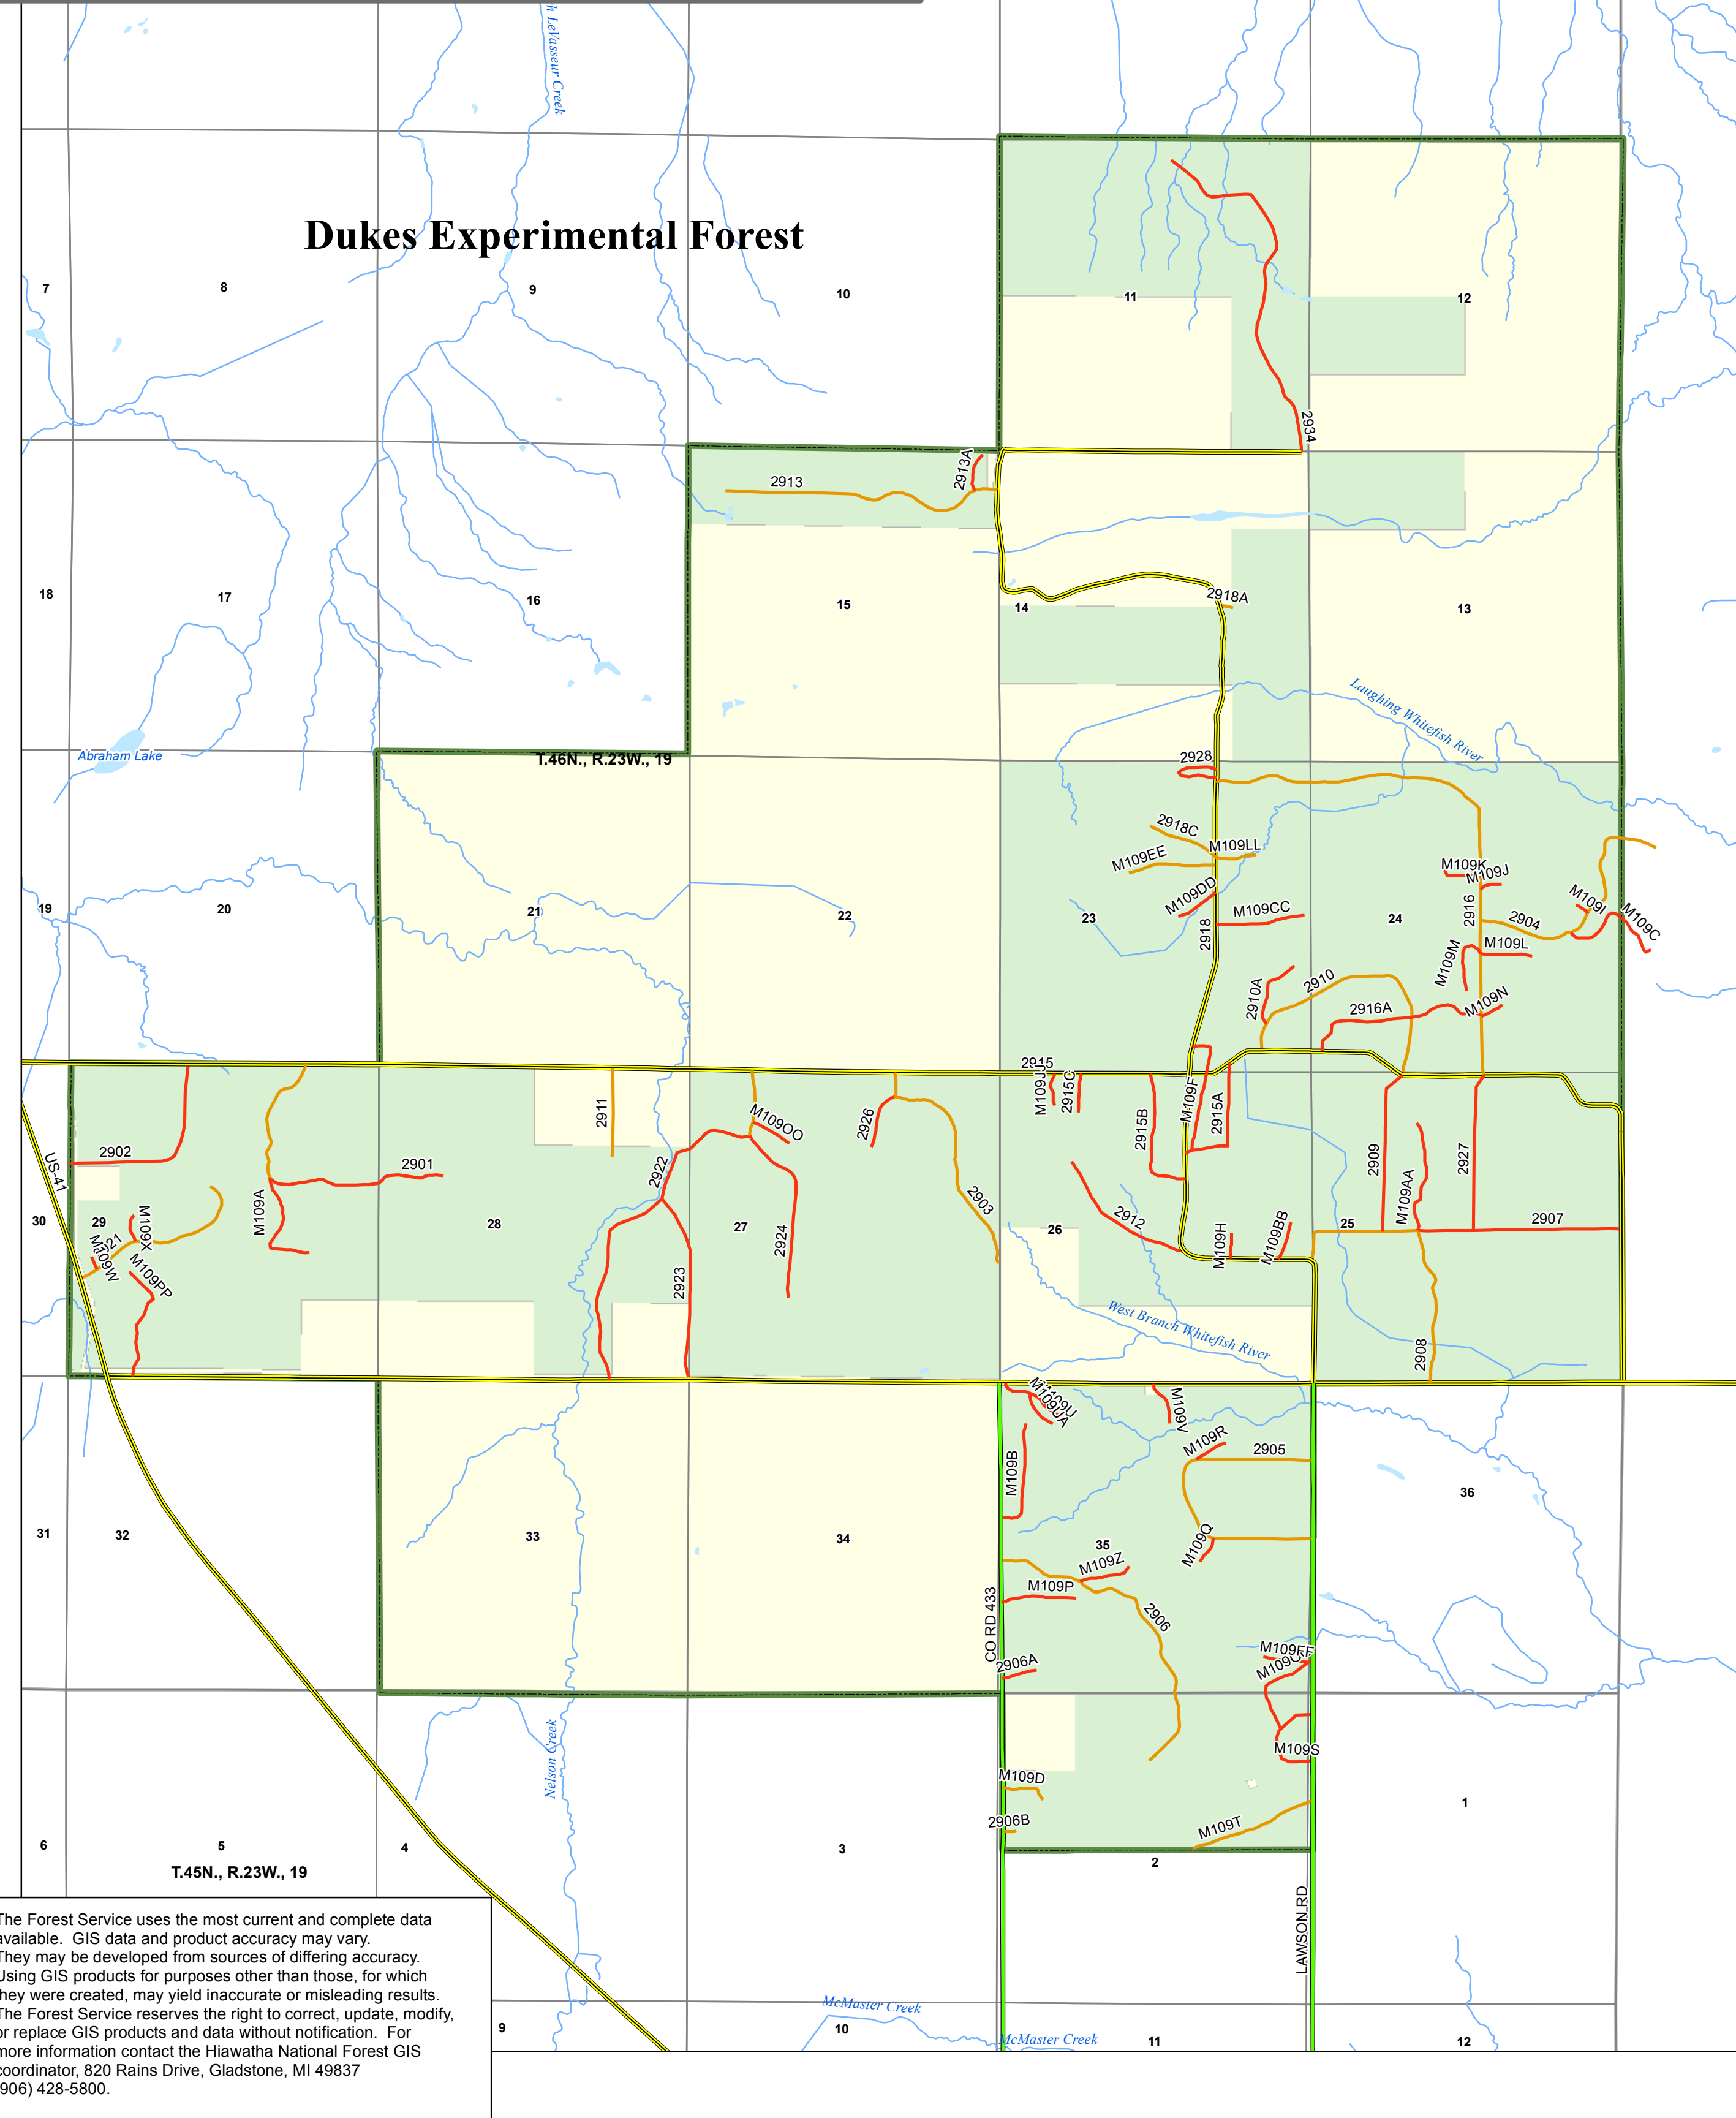 LeVasseur Creek
Dukes Experimental Forest
7
8
9
10
11
12
2934
2913
2913A
18
17
16
15
14
2918A
13
Laughing Whitefish River
Abraham Lake
T.46N., R.23W., 19
2928
2918C
M109EE
M109LL
M109K
M109J
M109DD
M109CC
M109I
M109C
19
20
21
22
23
2918
24
2916
2904
M109M
M109L
2910A
2910
2916A
M109N
2915
M109JJ
2915C
2915B
M109F
2915A
2911
M109OO
2926
2902
US-41
2901
2922
2909
M109AA
2927
M109A
2903
30
29
M109X
M109W
M109PP
28
27
2924
2923
26
2912
M109H
M109BB
25
2907
West Branch Whitefish River
2908
M109UA
M109V
M109R
2905
M109B
36
31
32
33
34
35
M109Q
M109Z
M109P
2906
CO RD 433
2906A
M109FF
M109S
Nelson Creek
M109D
2906B
M109T
6
5
4
3
2
1
T.45N., R.23W., 19
LAWSON RD
The Forest Service uses the most current and complete data
available. GIS data and product accuracy may vary.
They may be developed from sources of differing accuracy.
Using GIS products for purposes other than those, for which
they were created, may yield inaccurate or misleading results.
The Forest Service reserves the right to correct, update, modify,
or replace GIS products and data without notification. For
more information contact the Hiawatha National Forest GIS
coordinator, 820 Rains Drive, Gladstone, MI 49837
906) 428-5800.
9
McMaster Creek
10
McMaster Creek
11
12